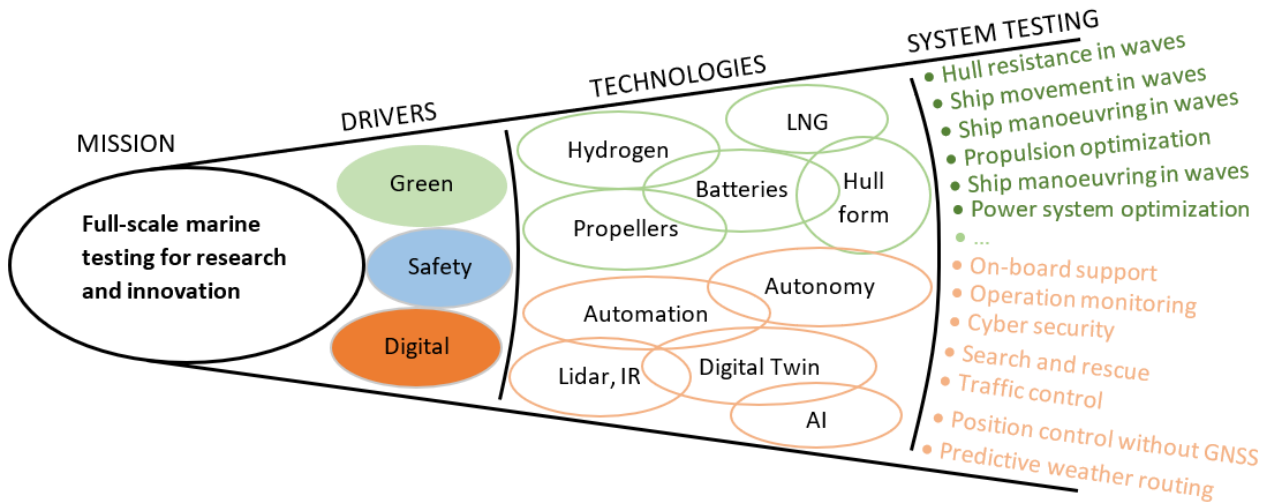 MISSION
DRIVERS
TECHNOLOGIES
SYSTEM TESTING
Full-scale marine
testing for research
and innovation
Green
Safety
Digital
Hydrogen
LNG
Batteries
Hull
form
Propellers
Autonomy
Automation
Lidar, IR
Digital Twin
AI
• Hull resistance in waves
• Ship movement in waves
• Ship manoeuvring in waves
• Propulsion optimization
• Ship manoeuvring in waves
• Power system optimization
• ...
• On-board support
• Operation monitoring
• Cyber security
• Search and rescue
• Traffic control
• Position control without GNSS
• Predictive weather routing